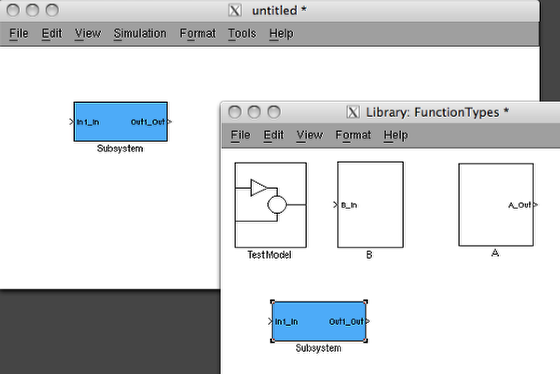 untitled *
File Edit View Simulation Format Tools Help
In1_In Out1_Out
Subsystem
Library: FunctionTypes *
File Edit View Format Help
B_In
A_Out
TestModel B A
In1_In Out1_Out
Subsystem